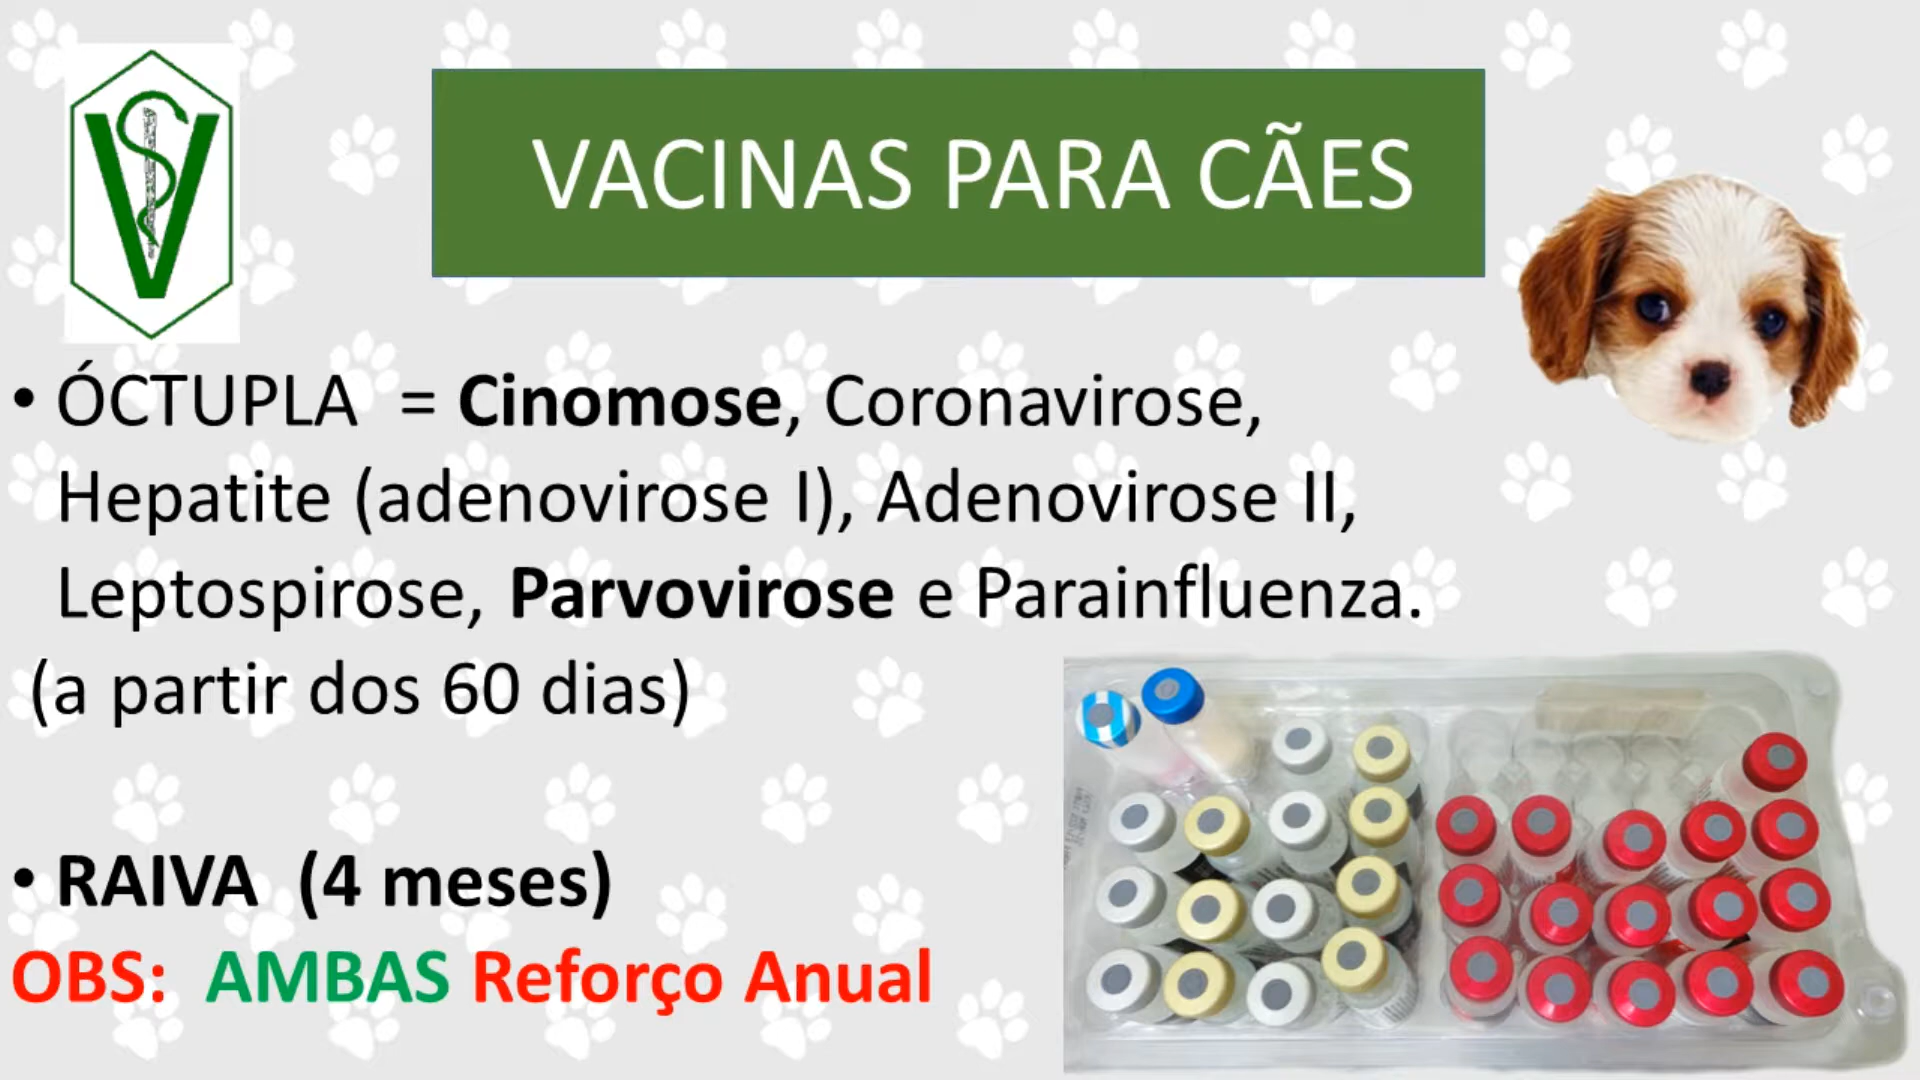 VACINAS PARA CÃES
• ÓCTUPLA = Cinomose, Coronavirose,
Hepatite (adenovirose I), Adenovirose II,
Leptospirose, Parvovirose e Parainfluenza.
(a partir dos 60 dias)
• RAIVA (4 meses)
OBS: AMBAS Reforço Anual